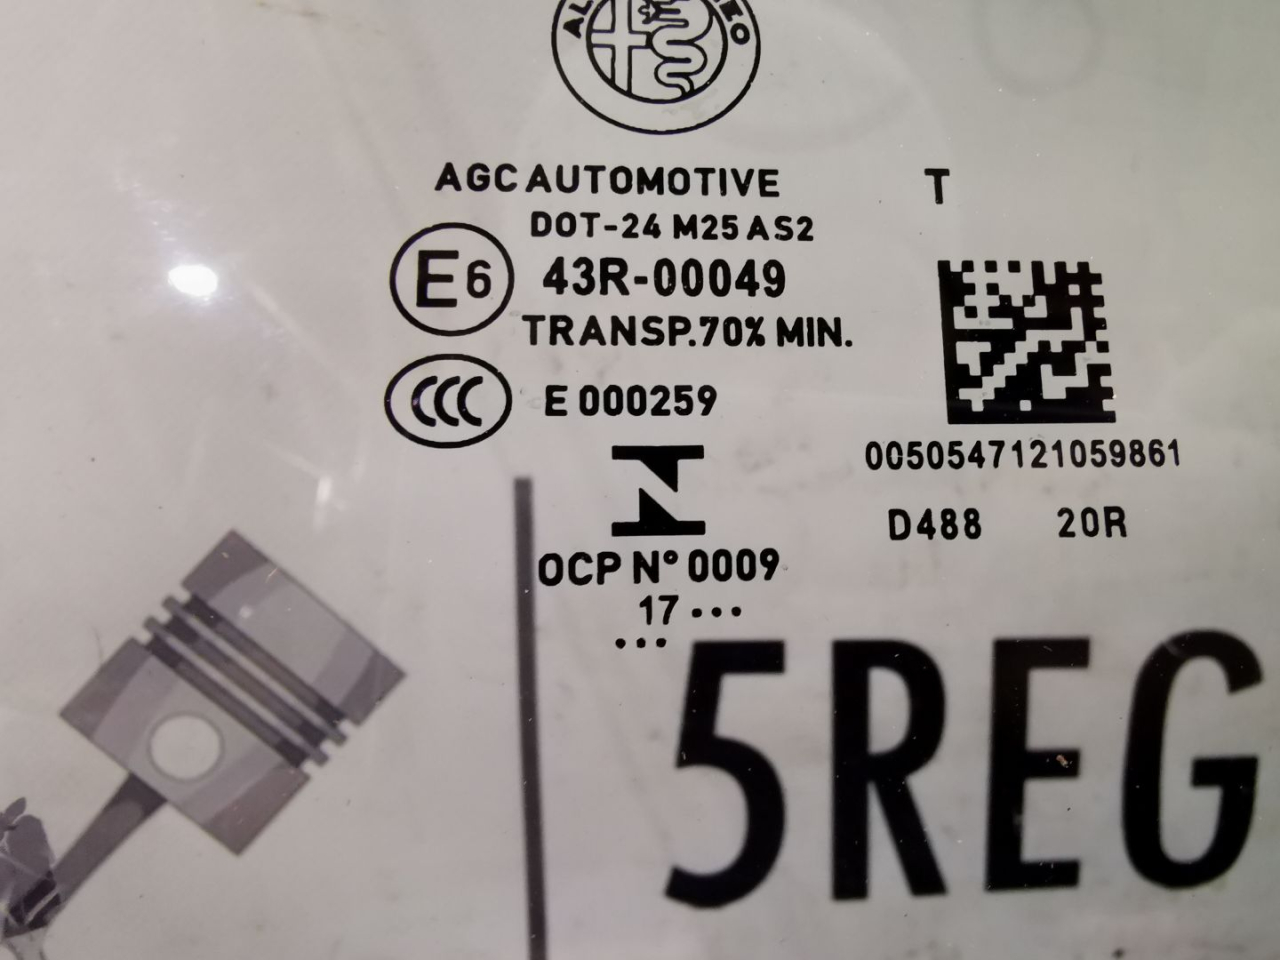 AGC AUTOMOTIVE T
DOT-24 M25 AS2
E6 43R-00049
TRANSP.70% MIN.
CCC E 000259
0050547121059861
D488 20R
OCP N° 0009
17 •••
•••
5REG